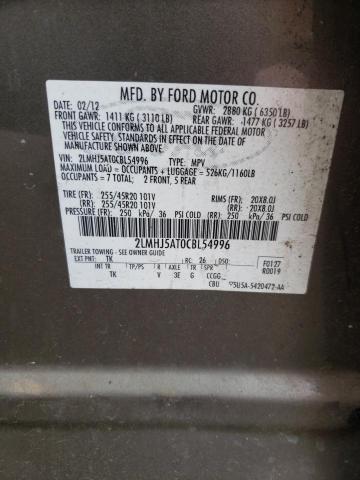 MFD. BY FORD MOTOR CO.
DATE: 02/12 GVWR: 2880 KG (6350 LB)
FRONT GAWR: 1411 KG (3110 LB) REAR GAWR: 1477 KG (3257 LB)
THIS VEHICLE CONFORMS TO ALL APPLICABLE FEDERAL MOTOR
VEHICLE SAFETY STANDARDS IN EFFECT ON THE DATE OF
MANUFACTURE SHOWN ABOVE.
VIN: 2LMHJ5AT0CBL54996 TYPE: MPV
MAXIMUM LOAD = OCCUPANTS + LUGGAGE = 526KG/1160LB
OCCUPANTS = 7 TOTAL; 2 FRONT, 5 REAR
TIRE (FR): 255/45R20 101V RIMS (FR): 20X8.0J
(RR): 255/45R20 101V (RR): 20X8.0J
PRESSURE (FR): 250 kPa/ 36 PSI COLD (RR): 250 kPa/ 36 PSI COLD
2LMHJ5AT0CBL54996
TRAILER TOWING - SEE OWNER GUIDE
EXT PNT: TK RC: 26 DSO: F0127
INT TR TP/PS R AXLE TR SPR R0019
TK V 3E G CCGG
CBU 5U5A-5420472-AA